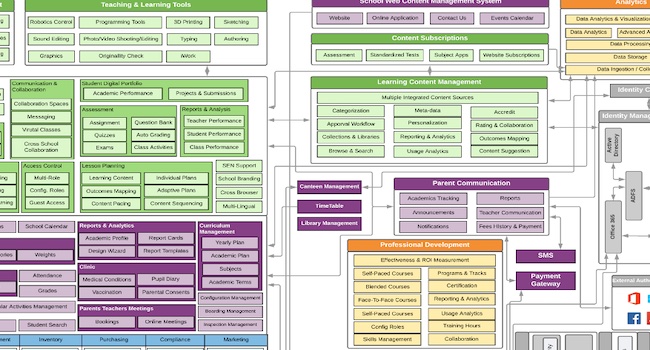 Teaching & Learning Tools
Robotics Control
Programming Tools
3D Printing
Sketching
Sound Editing
Photo/Video Shooting/Editing
Typing
Authoring
Graphics
Originality Check
iWork
Communication & Collaboration
Collaboration Spaces
Messaging
Virtual Classes
Cross School Collaboration
Student Digital Portfolio
Academic Performance
Projects & Submissions
Assessment
Assignment
Question Bank
Quizzes
Auto Grading
Exams
Class Activities
Reports & Analysis
Teacher Performance
Student Performance
Class Performance
Access Control
Multi-Role
Config. Roles
Guest Access
Lesson Planning
Learning Content
Individual Plans
Outcomes Mapping
Adaptive Plans
Content Pacing
Content Sequencing
SEN Support
School Branding
Cross Browser
Multi-Lingual
School Calendar
Weights
Attendance
Grades
Activities Management
Student Search
Reports & Analytics
Academic Profile
Report Cards
Design Wizard
Report Templates
Clinic
Medical Conditions
Pupil Diary
Vaccination
Parental Consents
Parents Teachers Meetings
Bookings
Online Meetings
Curriculum Management
Yearly Plan
Academic Plan
Subjects
Academic Terms
Configuration Management
Boarding Management
Inspection Management
Inventory
Purchasing
Compliance
Marketing
School Web Content Management System
Website
Online Application
Contact Us
Events Calendar
Content Subscriptions
Assessment
Standardized Tests
Subject Apps
Website Subscriptions
Learning Content Management
Multiple Integrated Content Sources
Categorization
Meta-data
Accredit
Approval Workflow
Personalization
Rating & Collaboration
Collections & Libraries
Reporting & Analytics
Outcomes Mapping
Browse & Search
Usage Analytics
Content Suggestion
Canteen Management
TimeTable
Library Management
Parent Communication
Academics Tracking
Reports
Announcements
Teacher Communication
Notifications
Fees History & Payment
SMS
Payment Gateway
Professional Development
Effectiveness & ROI Measurement
Self-Paced Courses
Programs & Tracks
Blended Courses
Certification
Face-To-Face Courses
Reporting & Analytics
Self-Paced Courses
Usage Analytics
Config Roles
Training Hours
Skills Management
Collaboration
Analytics
Data Analytics & Visualization
Data Analytics
Advanced
Data Processing
Data Storage
Data Ingestion /
Identity
Identity
Active Directory
ADFS
Office 365
External